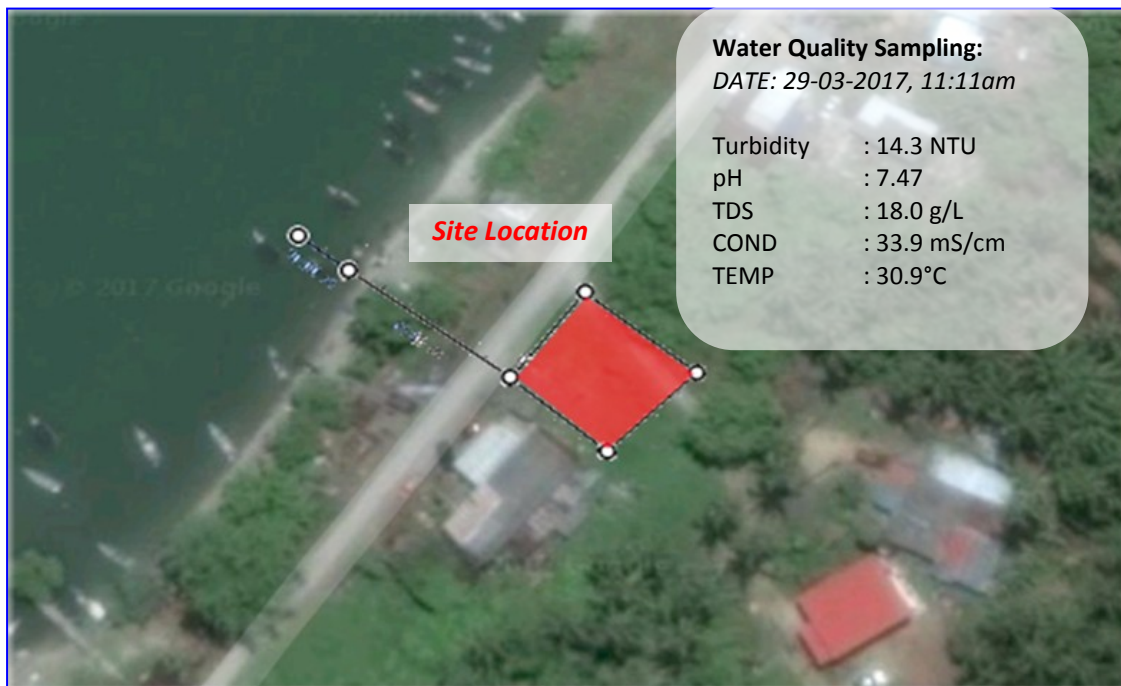 Water Quality Sampling:
DATE: 29-03-2017, 11:11am
Turbidity : 14.3 NTU
pH : 7.47
TDS : 18.0 g/L
COND : 33.9 mS/cm
TEMP : 30.9°C
Site Location
© 2017 Google